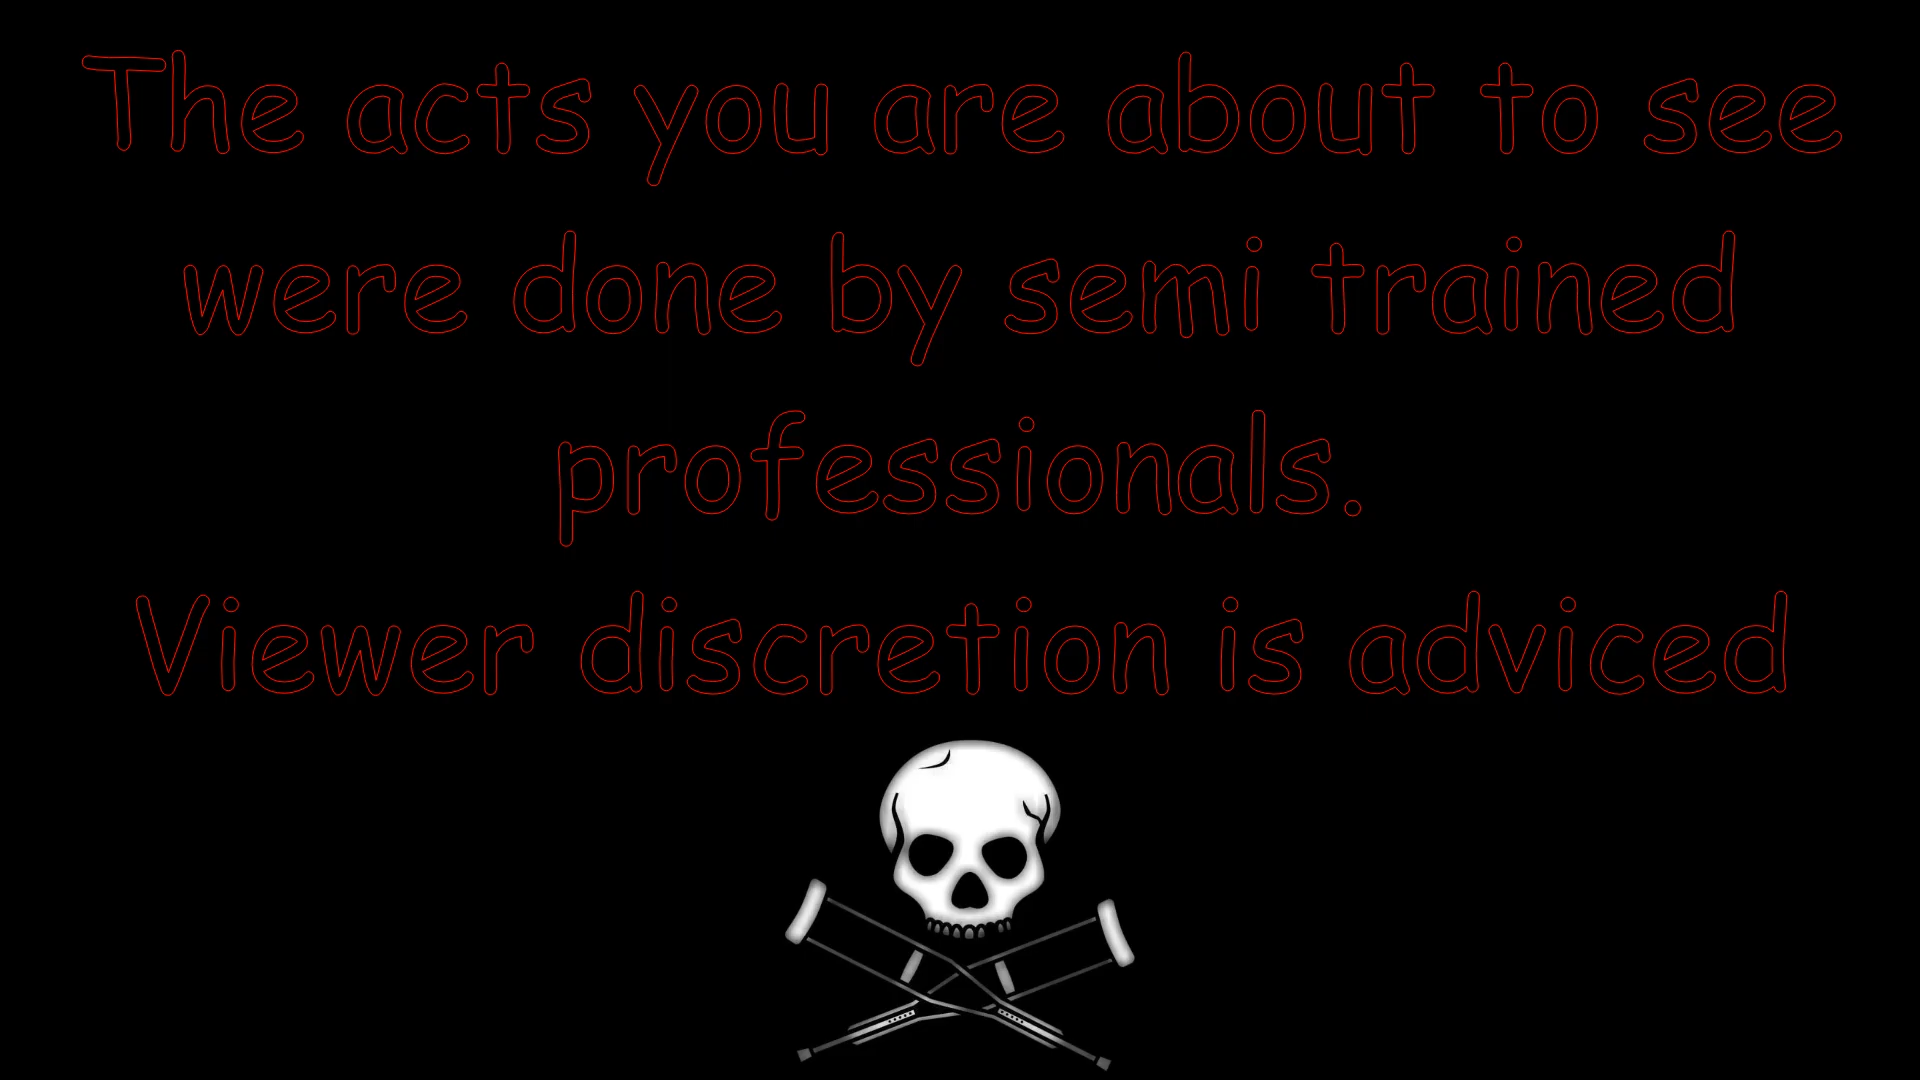 The acts you are about to see
were done by semi trained
professionals.
Viewer discretion is adviced